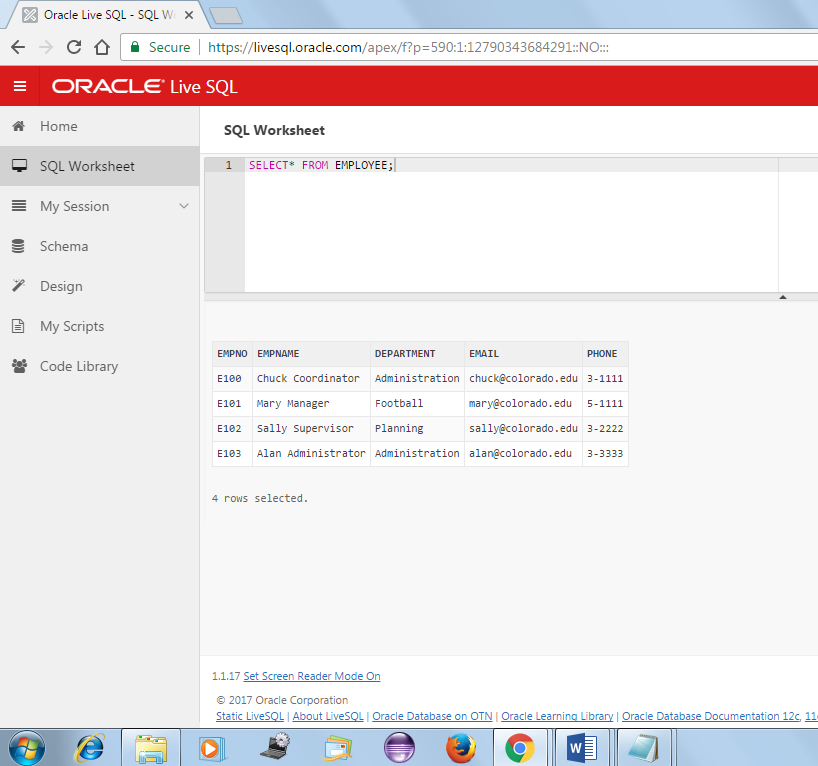 Oracle Live SQL - SQL Wo
Secure https://livesql.oracle.com/apex/f?p=590:1:12790343684291::NO:::
ORACLE® Live SQL
Home
SQL Worksheet
My Session
Schema
Design
My Scripts
Code Library
SQL Worksheet
1 SELECT* FROM EMPLOYEE;
EMPNO EMPNAME DEPARTMENT EMAIL PHONE
E100 Chuck Coordinator Administration chuck@colorado.edu 3-1111
E101 Mary Manager Football mary@colorado.edu 5-1111
E102 Sally Supervisor Planning sally@colorado.edu 3-2222
E103 Alan Administrator Administration alan@colorado.edu 3-3333
4 rows selected.
1.1.17 Set Screen Reader Mode On
© 2017 Oracle Corporation
Static LiveSQL | About LiveSQL | Oracle Database on OTN | Oracle Learning Library | Oracle Database Documentation 12c, 11